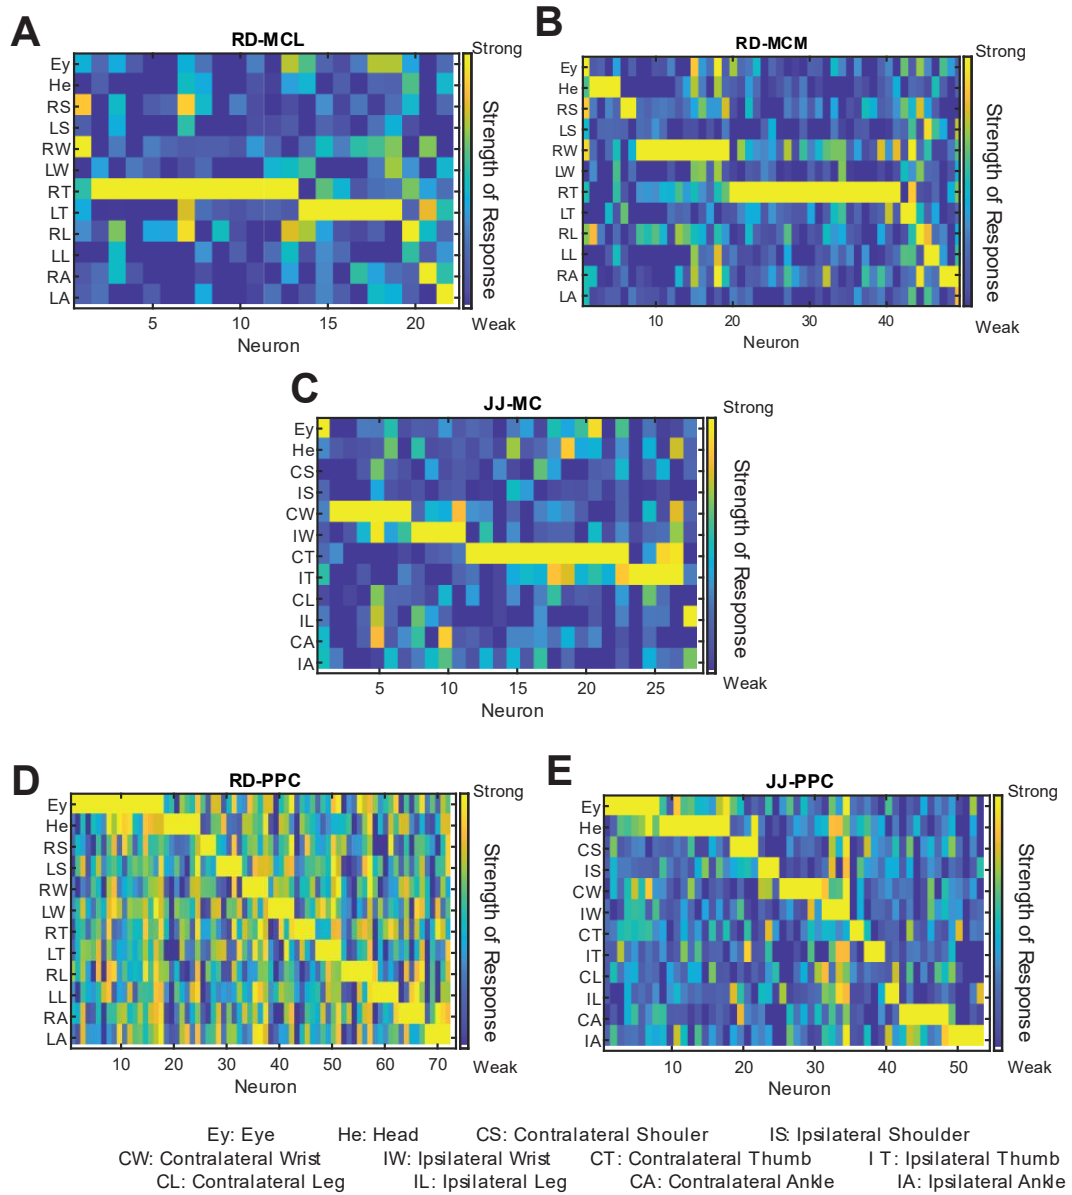 A
RD-MCL
Strong
Ey
He
RS
LS
RW
LW
RT
LT
RL
LL
RA
LA
5 10 15 20
Neuron
Strength of Response
Weak
B
RD-MCM
Strong
Ey
He
RS
LS
RW
LW
RT
LT
RL
LL
RA
LA
10 20 30 40
Neuron
Strength of Response
Weak
C
JJ-MC
Strong
Ey
He
CS
IS
CW
IW
CT
IT
CL
IL
CA
IA
5 10 15 20 25
Neuron
Strength of Response
Weak
D
RD-PPC
Strong
Ey
He
RS
LS
RW
LW
RT
LT
RL
LL
RA
LA
10 20 30 40 50 60 70
Neuron
Strength of Response
Weak
E
JJ-PPC
Strong
Ey
He
CS
IS
CW
IW
CT
IT
CL
IL
CA
IA
10 20 30 40 50
Neuron
Strength of Response
Weak
Ey: Eye He: Head CS: Contralateral Shouler IS: Ipsilateral Shoulder
CW: Contralateral Wrist IW: Ipsilateral Wrist CT: Contralateral Thumb I T: Ipsilateral Thumb
CL: Contralateral Leg IL: Ipsilateral Leg CA: Contralateral Ankle IA: Ipsilateral Ankle